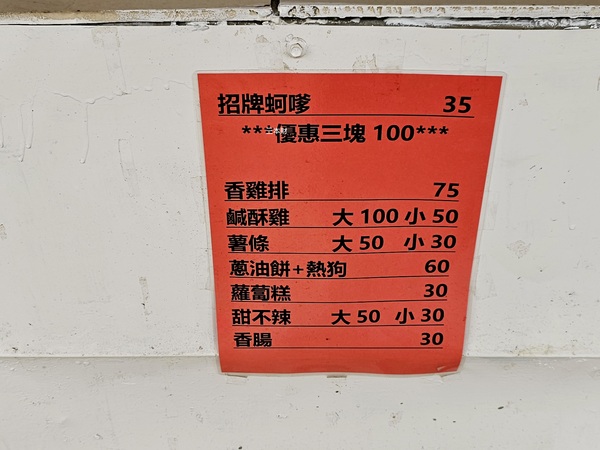 招牌蚵嗲 35
***優惠三塊 100***
香雞排 75
鹹酥雞 大 100 小 50
薯條 大 50 小 30
蔥油餅+熱狗 60
蘿蔔糕 30
甜不辣 大 50 小 30
香腸 30